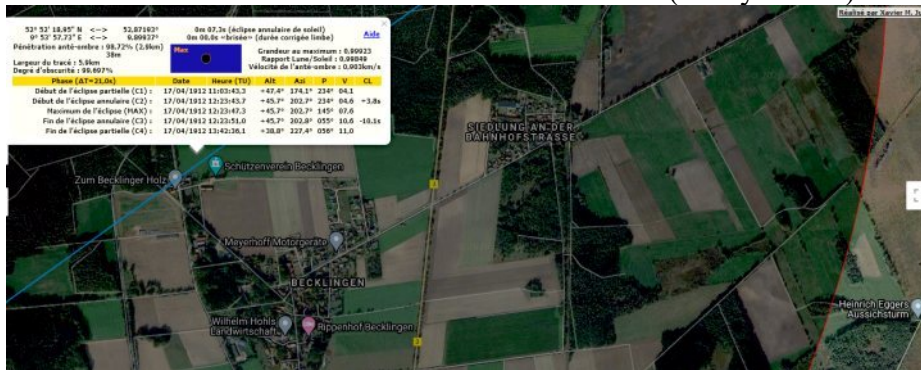 Réalisé par Xavier M. Ju
52° 53' 18,95" N <--> 52,87193°
9° 53' 57,73" E <--> 9,89937°
0m 07,3s (éclipse annulaire de soleil)
0m 08,0s «brisée» (durée corrigée limbe)
Aide
Pénétration anté-ombre : 98.72% (2,9km)
38m
Largeur du tracé : 5,9km
Degré d'obscurité : 99,697%
Max
Grandeur au maximum : 0,99923
Rapport Lune/Soleil : 0,99849
Vélocité de l'anté-ombre : 0,903km/s
Phase (ΔT=21,0s) Date Heure (TU) Alt Azi P V CL
Début de l'éclipse partielle (C1) : 17/04/1912 11:03:43,3 +47,4° 174,1° 234° 04,1
Début de l'éclipse annulaire (C2) : 17/04/1912 12:23:43,7 +45,7° 202,7° 234° 04,6 +3,8s
Maximum de l'éclipse (MAX) : 17/04/1912 12:23:47,3 +45,7° 202,7° 145° 07,6
Fin de l'éclipse annulaire (C3) : 17/04/1912 12:23:51,0 +45,7° 202,8° 055° 10,6 -10,1s
Fin de l'éclipse partielle (C4) : 17/04/1912 13:42:26,1 +38,8° 227,4° 056° 11,0
SIEDLUNG AN DER
BAHNHOFSTRASSE
Schützenverein Becklingen
Zum Becklinger Holz
3
Meyerhoff Motorgeräte
BECKLINGEN
Wilhelm Hohls
Landwirtschaft
Rippenhof Becklingen
3
Heinrich Eggers
Aussichtsturm